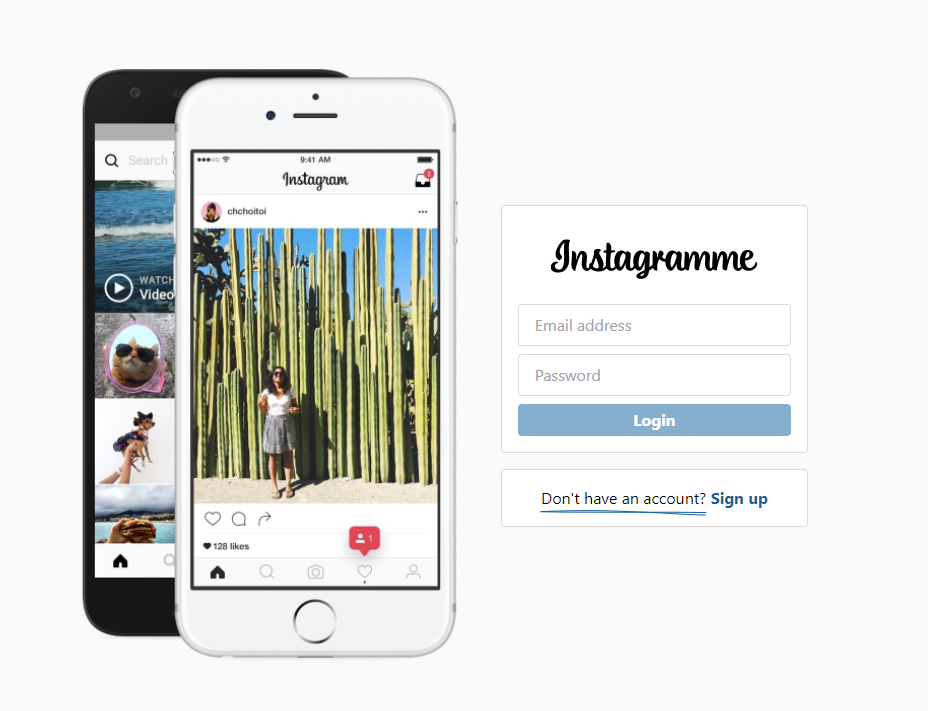 Search
WATCH
Video
9:41 AM
Instagram
2
chchoitoi
128 likes
1
Instagramme
Email address
Password
Login
Don't have an account? Sign up